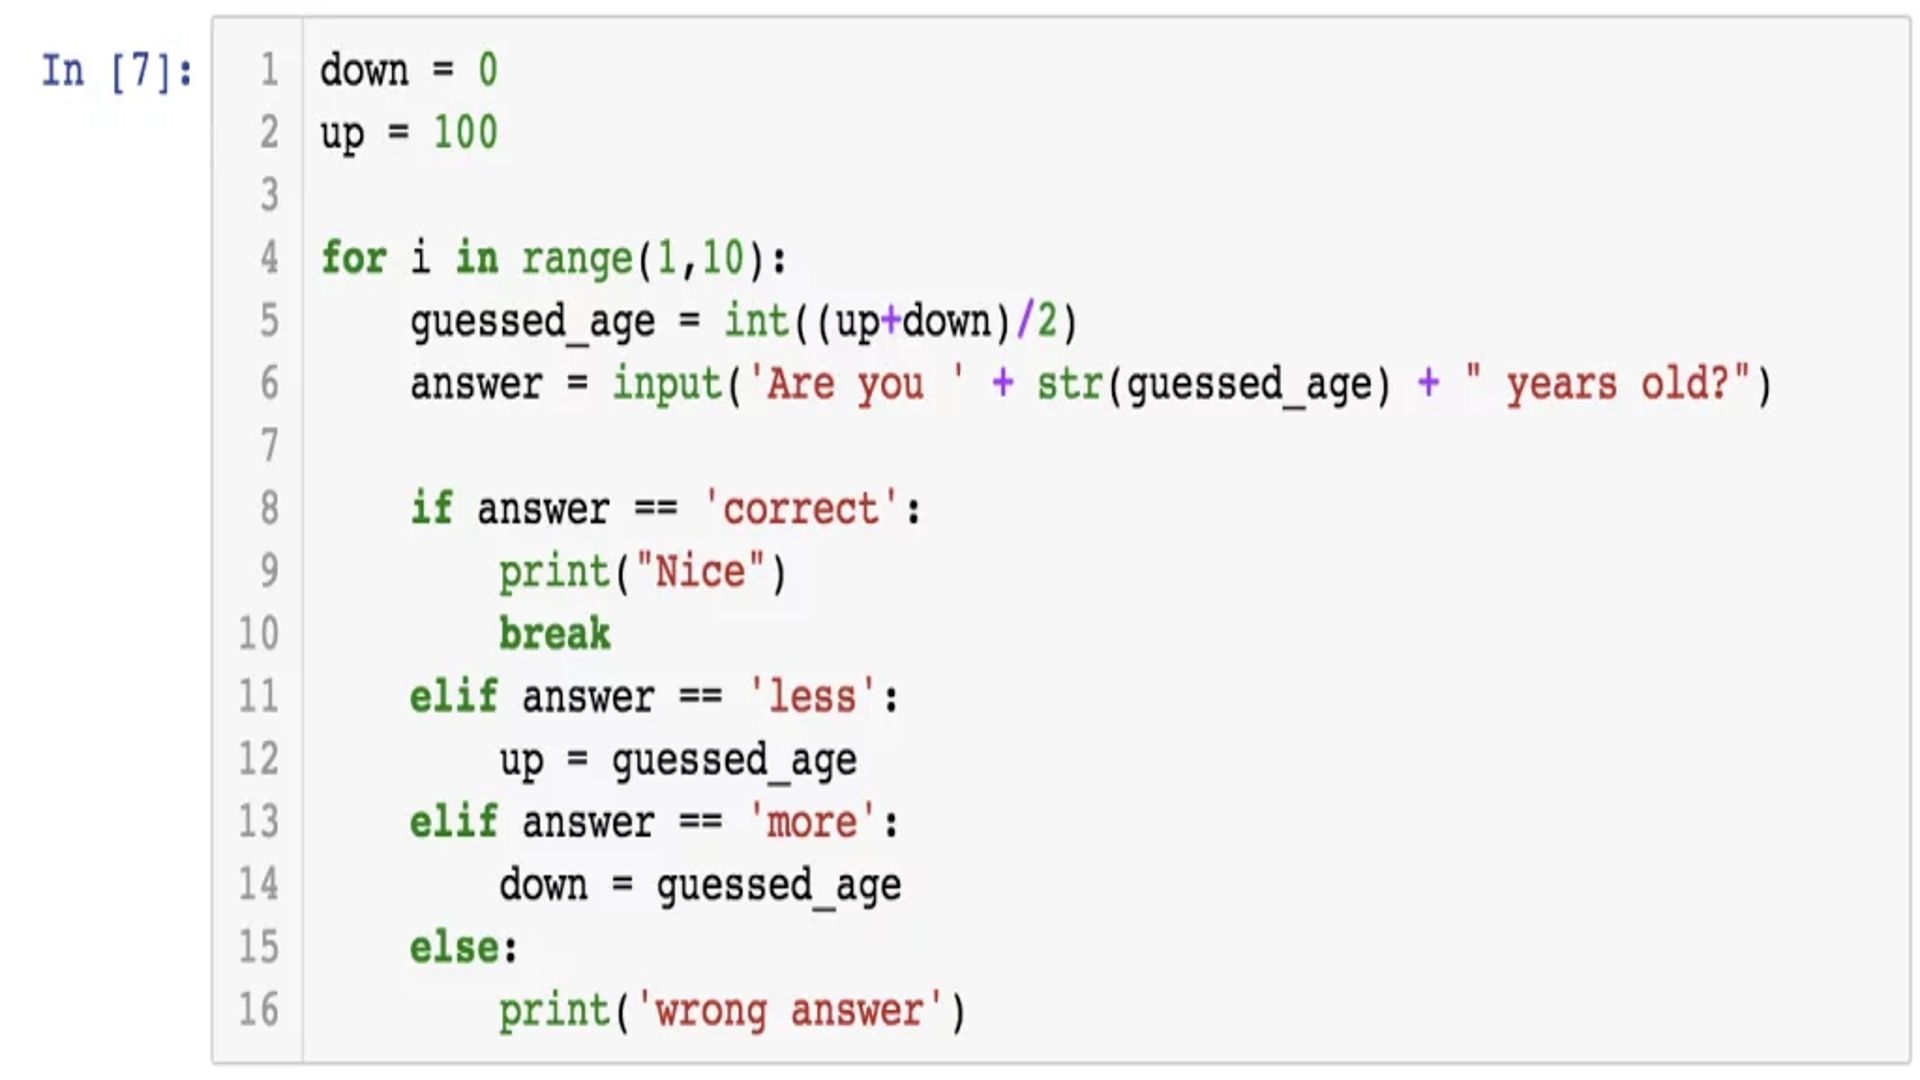 In [7]:
1 down = 0
2 up = 100
3
4 for i in range(1,10):
5     guessed_age = int((up+down)/2)
6     answer = input('Are you ' + str(guessed_age) + " years old?")
7
8     if answer == 'correct':
9         print("Nice")
10         break
11     elif answer == 'less':
12         up = guessed_age
13     elif answer == 'more':
14         down = guessed_age
15     else:
16         print('wrong answer')